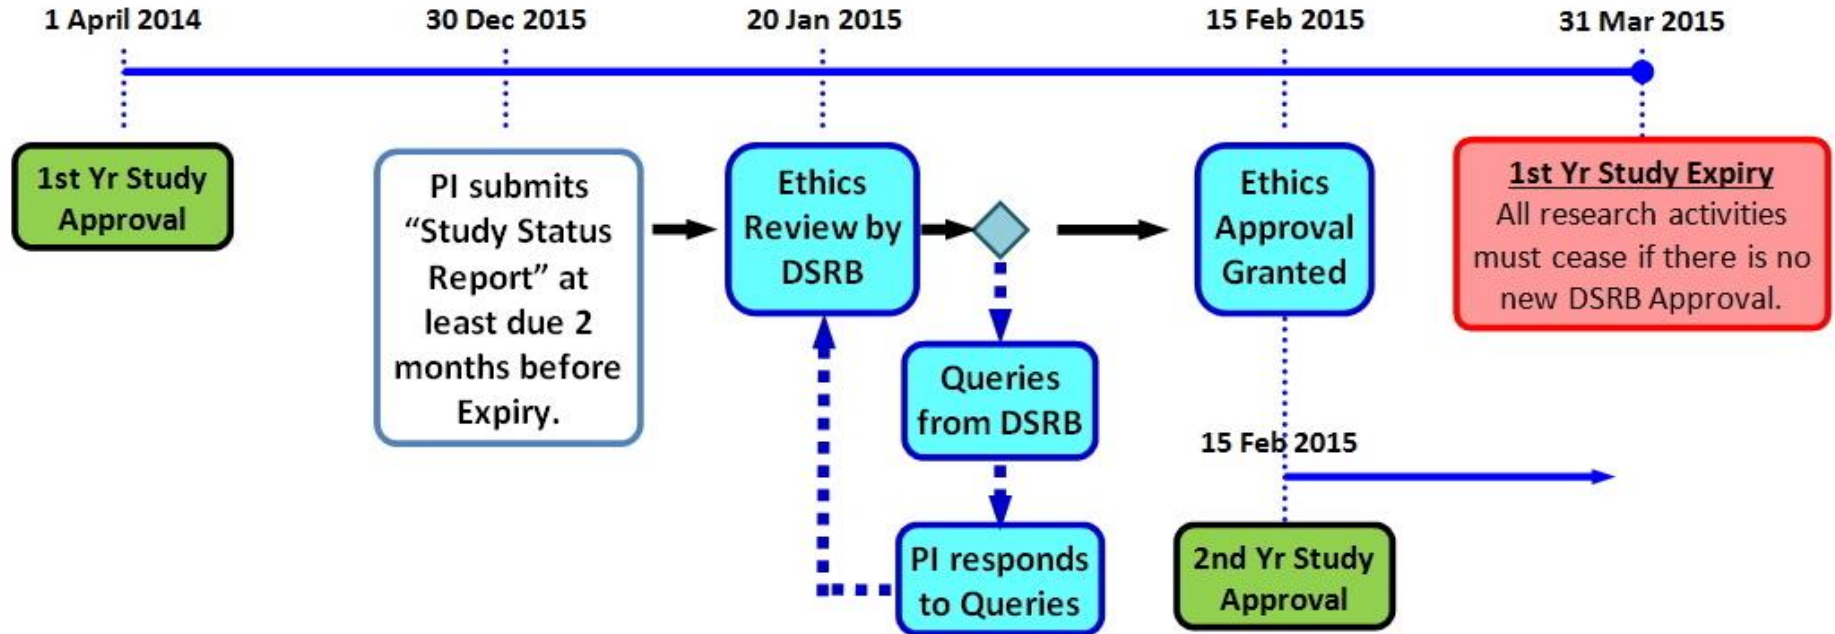 1 April 2014
30 Dec 2015
20 Jan 2015
15 Feb 2015
31 Mar 2015
1st Yr Study
Approval
PI submits
“Study Status
Report” at
least due 2
months before
Expiry.
Ethics
Review by
DSRB
Ethics
Approval
Granted
1st Yr Study Expiry
All research activities
must cease if there is no
new DSRB Approval.
Queries
from DSRB
PI responds
to Queries
15 Feb 2015
2nd Yr Study
Approval